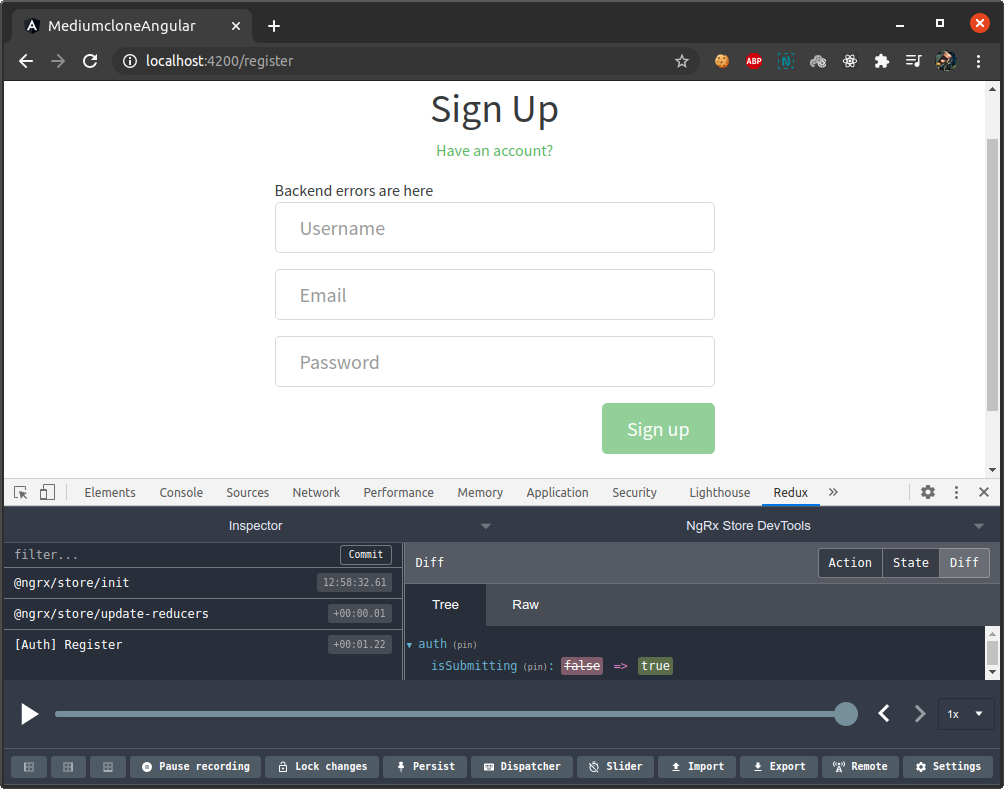 MediumcloneAngular
localhost:4200/register
ABP
N
Sign Up
Have an account?
Backend errors are here
Username
Email
Password
Sign up
Elements Console Sources Network Performance Memory Application Security Lighthouse Redux »
Inspector NgRx Store DevTools
filter... Commit Diff Action State Diff
@ngrx/store/init 12:58:32.61
Tree Raw
@ngrx/store/update-reducers +00:00.01
[Auth] Register +00:01.22
auth (pin)
isSubmitting (pin): false => true
1x
Pause recording Lock changes Persist Dispatcher Slider Import Export Remote Settings